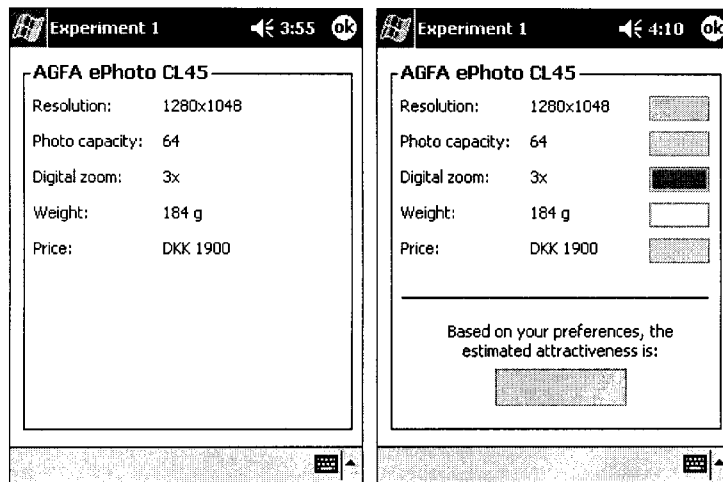 Experiment 1 3:55 ok
AGFA ePhoto CL45
Resolution: 1280x1048
Photo capacity: 64
Digital zoom: 3x
Weight: 184 g
Price: DKK 1900
Experiment 1 4:10 ok
AGFA ePhoto CL45
Resolution: 1280x1048
Photo capacity: 64
Digital zoom: 3x
Weight: 184 g
Price: DKK 1900
Based on your preferences, the
estimated attractiveness is: